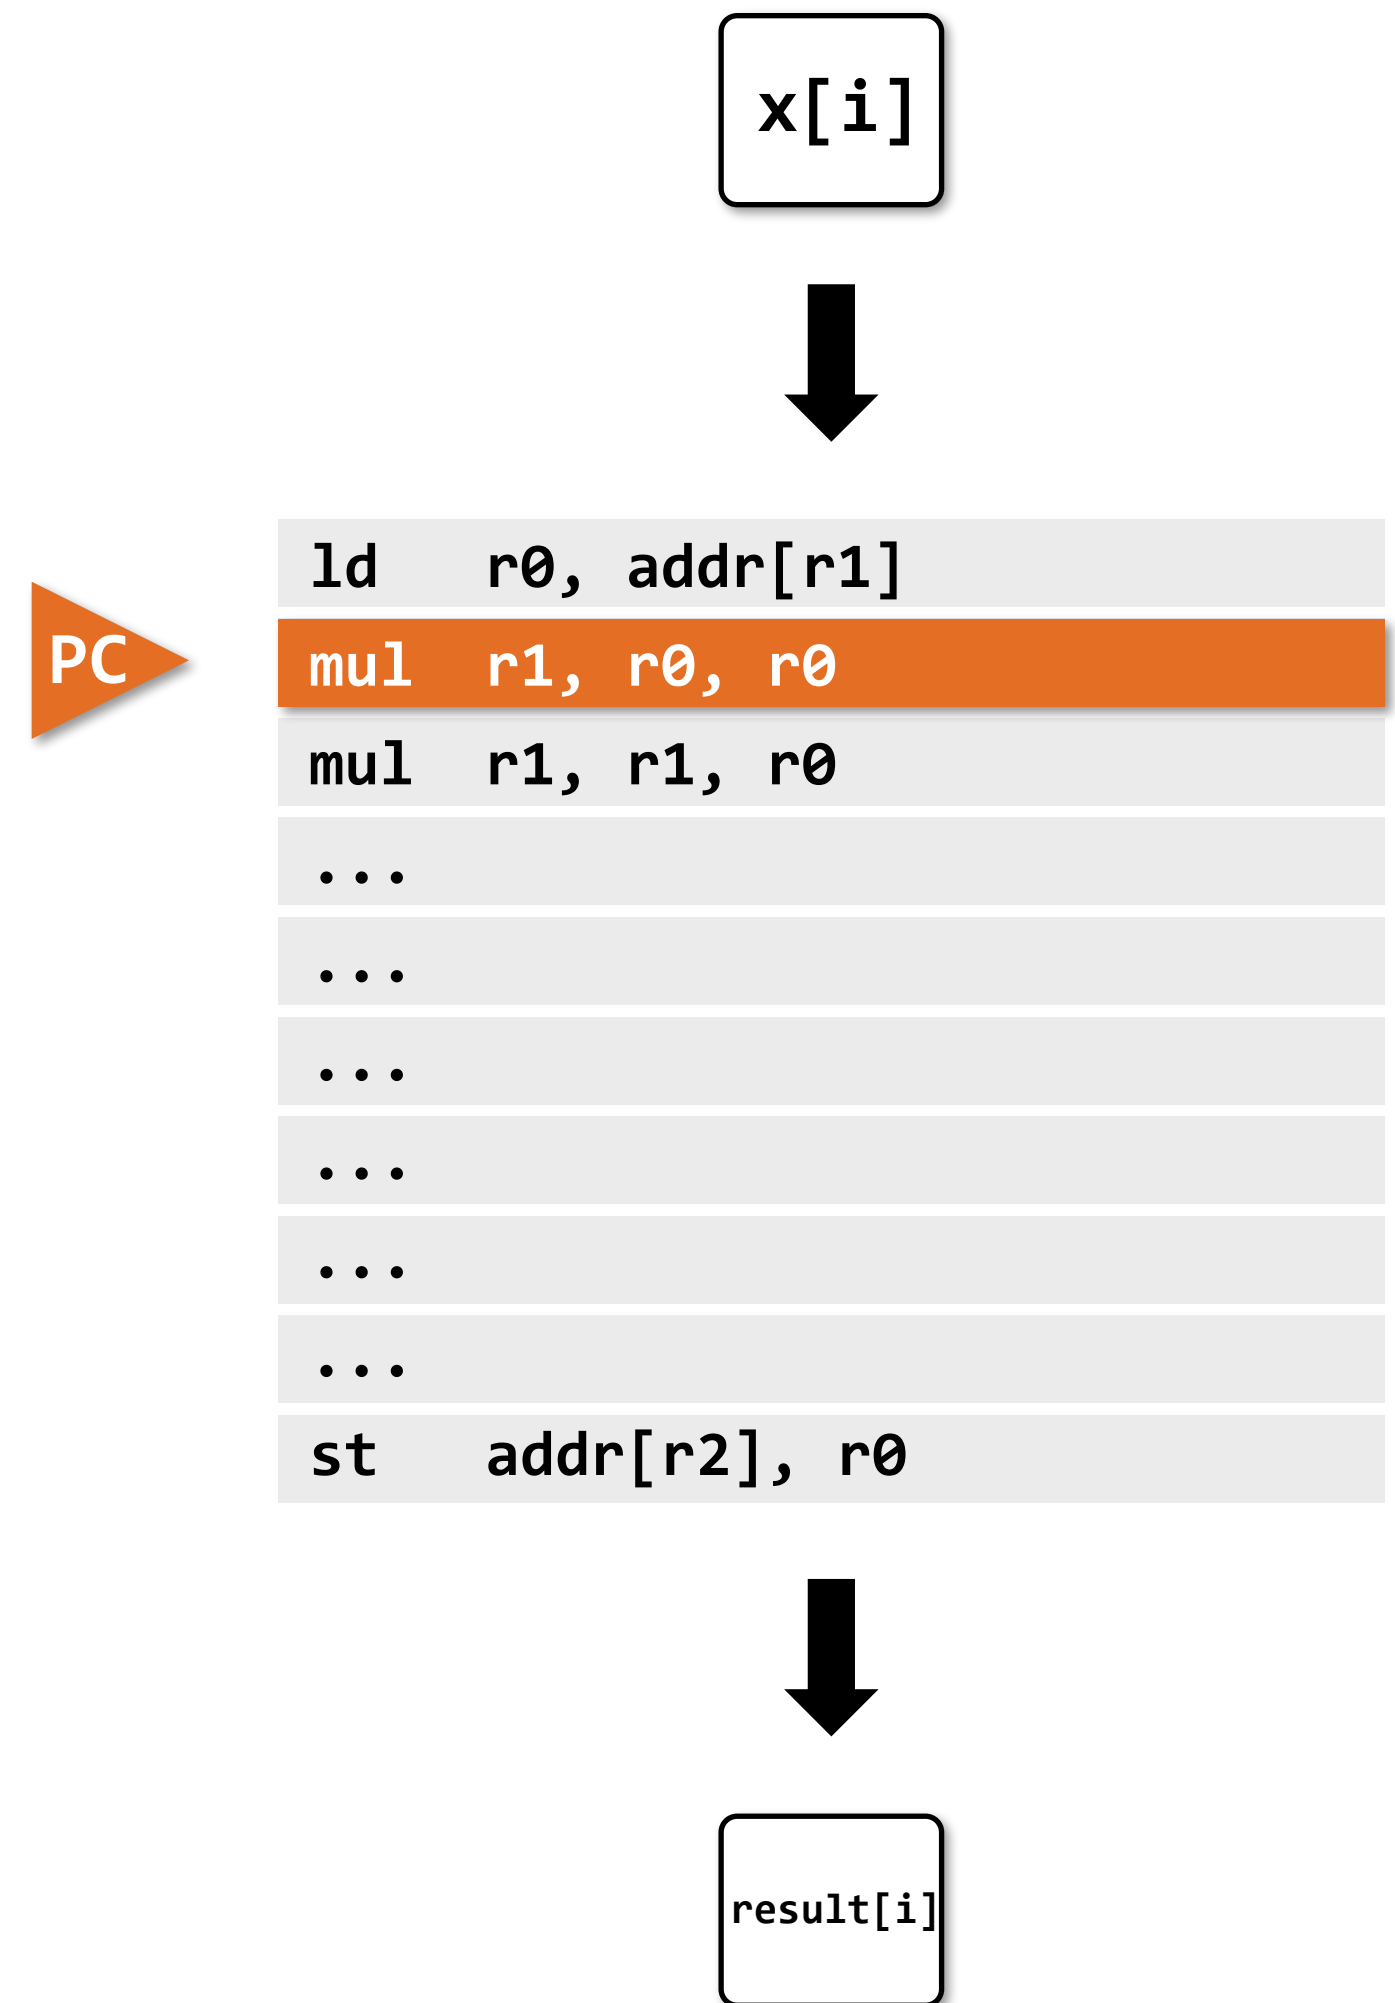 x[i]
ld r0, addr[r1]
PC
mul r1, r0, r0
mul r1, r1, r0
...
...
...
...
...
...
st addr[r2], r0
result[i]